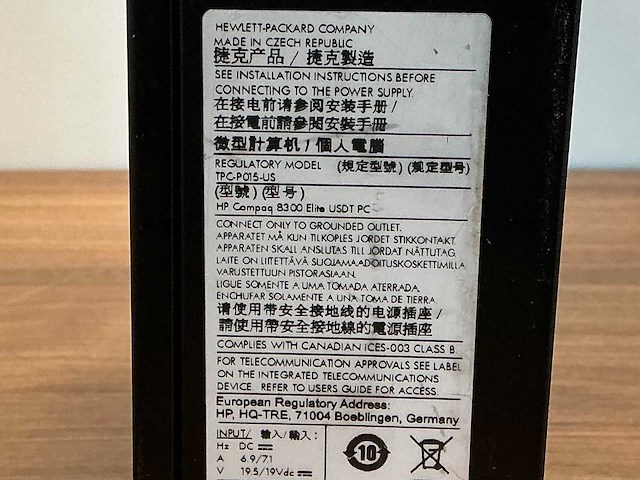 HEWLETT-PACKARD COMPANY
MADE IN CZECH REPUBLIC
捷克产品 / 捷克製造
SEE INSTALLATION INSTRUCTIONS BEFORE
CONNECTING TO THE POWER SUPPLY.
在接电前请参阅安装手册 /
在接電前請參閱安裝手冊
微型計算机 / 個人電腦
REGULATORY MODEL (規定型號) (规定型号)
TPC-P015-US
(型號) (型号)
HP Compaq 8300 Elite USDT PC
CONNECT ONLY TO GROUNDED OUTLET.
APPARATET MÅ KUN TILKOPLES JORDET STIKKONTAKT.
APPARATEN SKALL ANSLUTAS TILL JORDAT NÄTTUTAG.
LAITE ON LIITETTÄVÄ SUOJAMAADOITUSKOSKETTIMILLA
VARUSTETTUUN PISTORASIAAN.
LIGUE SOMENTE A UMA TOMADA ATERRADA.
ENCHUFAR SOLAMENTE A UNA TOMA DE TIERRA
请使用带安全接地线的电源插座 /
請使用帶安全接地線的電源插座
COMPLIES WITH CANADIAN ICES-003 CLASS B.
FOR TELECOMMUNICATION APPROVALS SEE LABEL
ON THE INTEGRATED TELECOMMUNICATIONS
DEVICE. REFER TO USERS GUIDE FOR ACCESS.
European Regulatory Address:
HP, HQ-TRE, 71004 Boeblingen, Germany
INPUT/ 输入/輸入 :
Hz DC
A 6.9/7.1
V 19.5/19Vdc
10